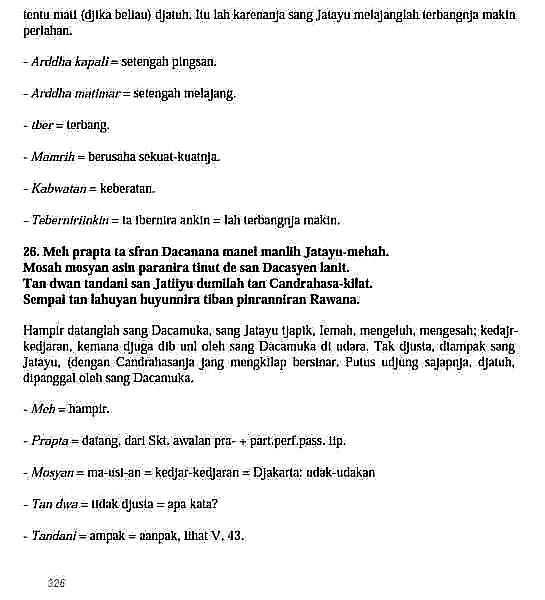 tentu mati (djika beliau) djatuh. Itu lah karenanja sang Jatayu melajanglah terbangnja makin
perlahan.
- Arddha kapali = setengah pingsan.
- Arddha matimar = setengah melajang.
- tber = terbang.
- Mamrih = berusaha sekuat-kuatnja.
- Kabwatan = keberatan.
- Teberniriinkin = ta ibernira ankin = lah terbangnja makin.
26. Meh prapta ta sfran Dacanana manel manlih Jatayu-mehah.
Mosah mosyan asin paranira tinut de san Dacasyen lanit.
Tan dwan tandani san Jatiiyu dumilah tan Candrahasa-kilat.
Sempal tan lahuyan huyunnira tiban pinranniran Rawana.
Hampir datanglah sang Dacamuka, sang Jatayu tjapik, lemah, mengeluh, mengesah; kedajr-
kedjaran, kemana djuga dib uni oleh sang Dacamuka di udara. Tak djusta, diampak sang
Jatayu, (dengan Candrahasanja jang mengkilap bersinar. Putus udjung sajapnja, djatuh,
dipanggal oleh sang Dacamuka.
- Meh = hampir.
- Prapta = datang, dari Skt. awalan pra- + part.perf.pass. iip.
- Mosyan = ma-usi-an = kedjar-kedjaran = Djakarta: udak-udakan
- Tan dwa = tidak djusta = apa kata?
- Tandani = ampak = aanpak, lihat V, 43.
326